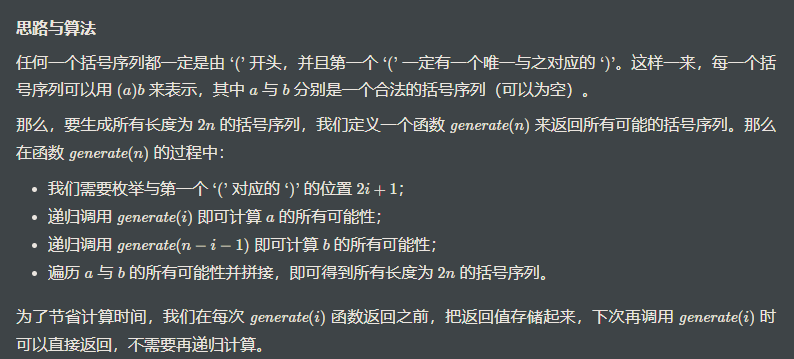 思路与算法
任何一个括号序列都一定是由 ‘(’ 开头，并且第一个 ‘(’ 一定有一个唯一与之对应的 ‘)’。这样一来，每一个括
号序列可以用 (a)b 来表示，其中 a 与 b 分别是一个合法的括号序列（可以为空）。
那么，要生成所有长度为 2n 的括号序列，我们定义一个函数 generate(n) 来返回所有可能的括号序列。那么
在函数 generate(n) 的过程中：
• 我们需要枚举与第一个 ‘(’ 对应的 ‘)’ 的位置 2i + 1；
• 递归调用 generate(i) 即可计算 a 的所有可能性；
• 递归调用 generate(n − i − 1) 即可计算 b 的所有可能性；
• 遍历 a 与 b 的所有可能性并拼接，即可得到所有长度为 2n 的括号序列。
为了节省计算时间，我们在每次 generate(i) 函数返回之前，把返回值存储起来，下次再调用 generate(i) 时
可以直接返回，不需要再递归计算。